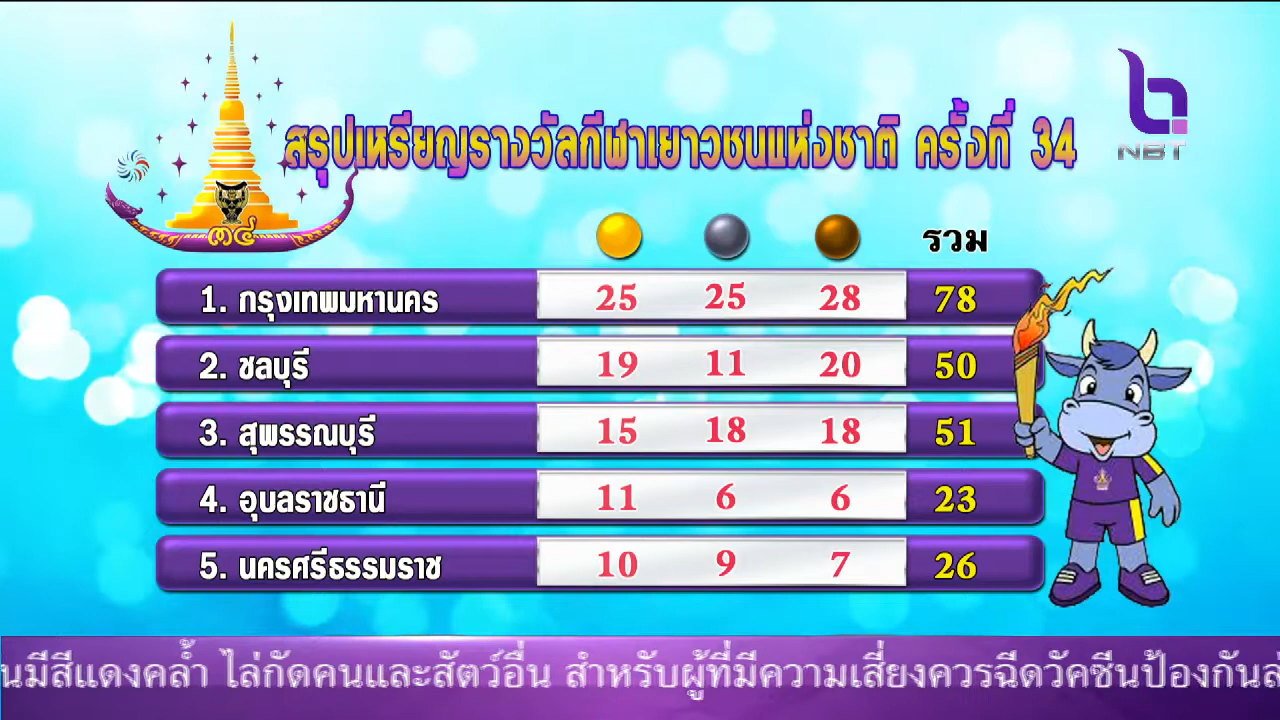 สรุปเหรียญรางวัลกีฬาเยาวชนแห่งชาติ ครั้งที่ 34
NBT
๓๔
รวม
1. กรุงเทพมหานคร 25 25 28 78
2. ชลบุรี 19 11 20 50
3. สุพรรณบุรี 15 18 18 51
4. อุบลราชธานี 11 6 6 23
5. นครศรีธรรมราช 10 9 7 26
นมีสีแดงคล้ำ ไล่กัดคนและสัตว์อื่น สำหรับผู้ที่มีความเสี่ยงควรฉีดวัคซีนป้องกันล่